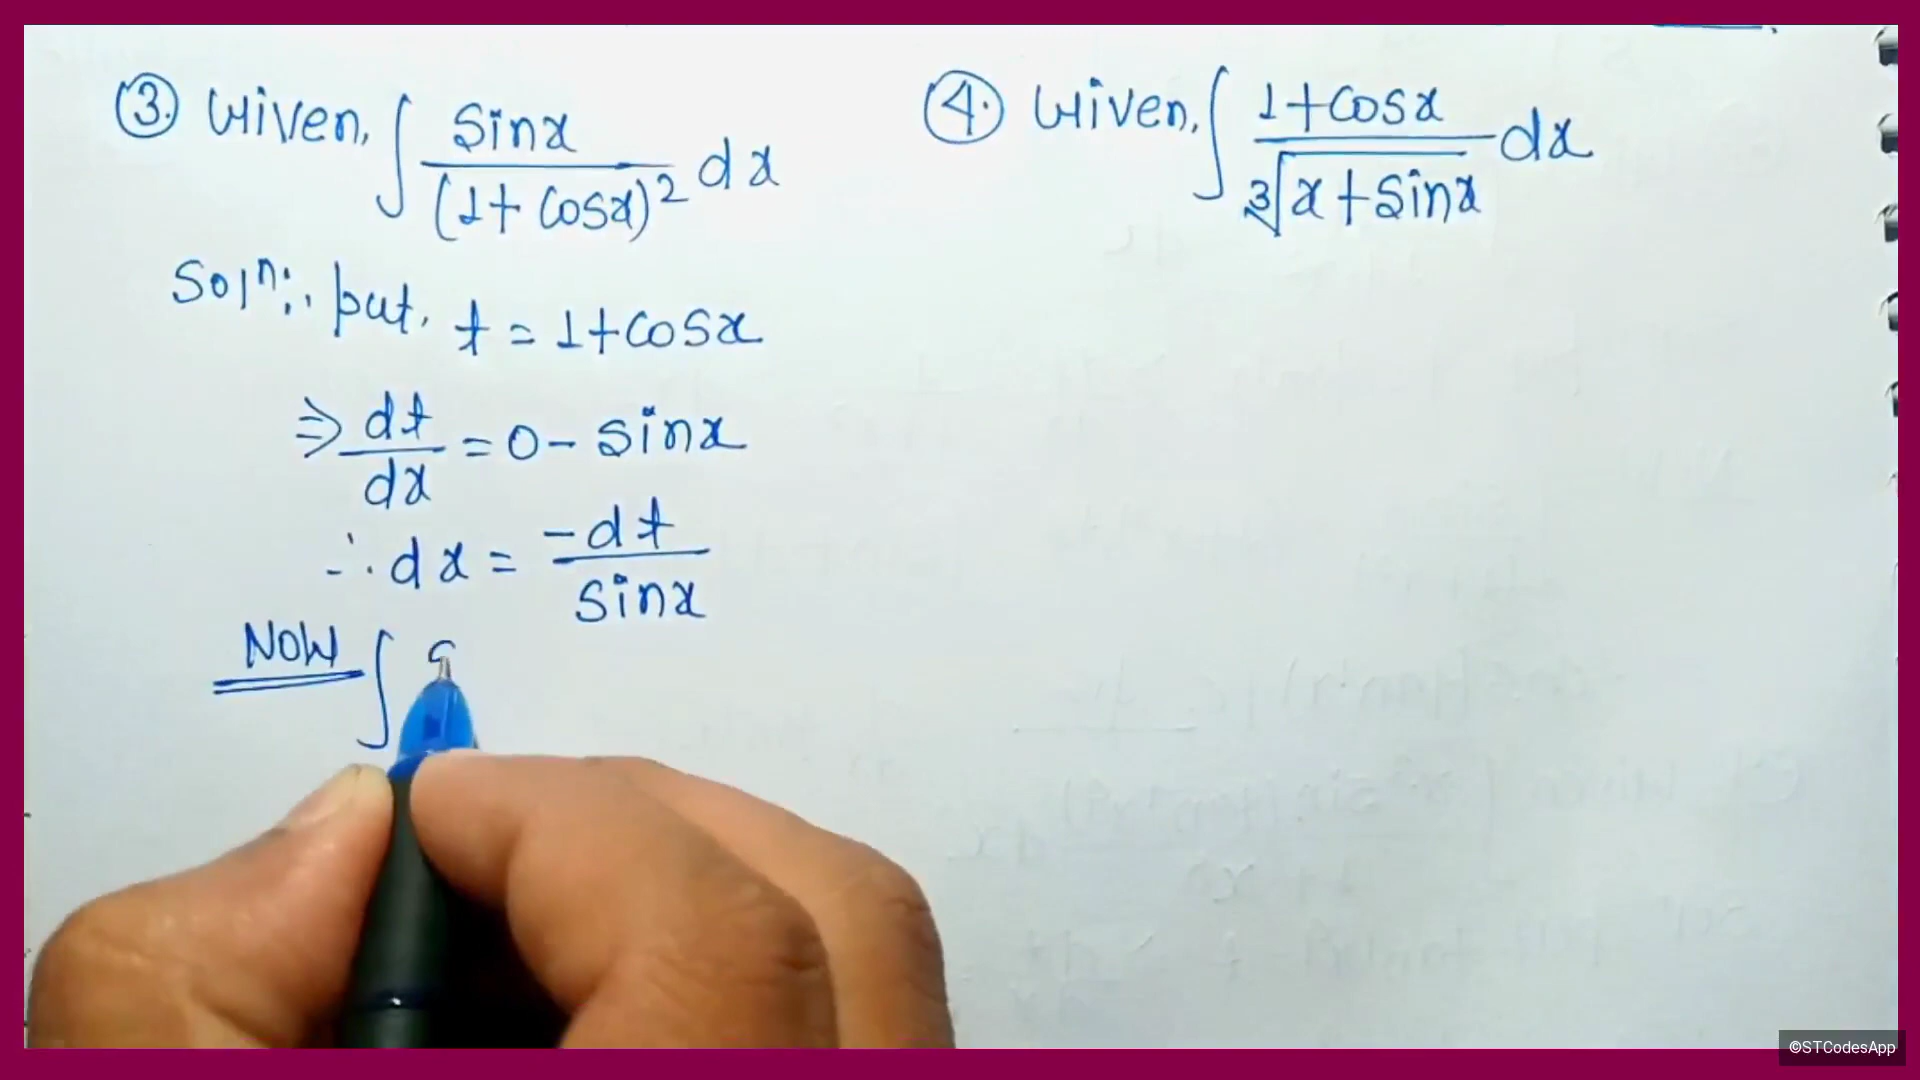 ③ Given, ∫ sinx / (1+cosx)² dx
Solⁿ:. put, t = 1+cosx
⇒ dt/dx = 0 - sinx
∴ dx = -dt/sinx
NOW ∫ s
④ Given, ∫ 1+cosx / ∛x+sinx dx
©STCodesApp